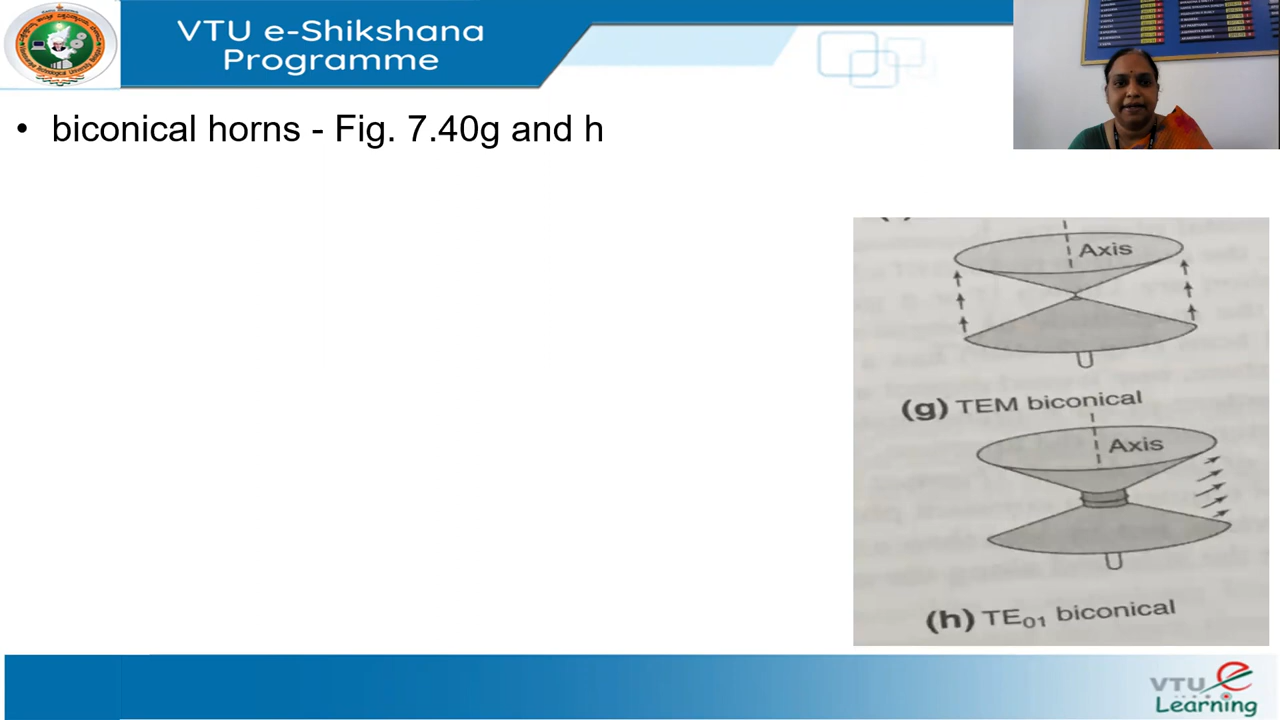 VTU e-Shikshana
Programme
• biconical horns - Fig. 7.40g and h
Axis
(g) TEM biconical
Axis
(h) TE₀₁ biconical
VTU
e
Learning